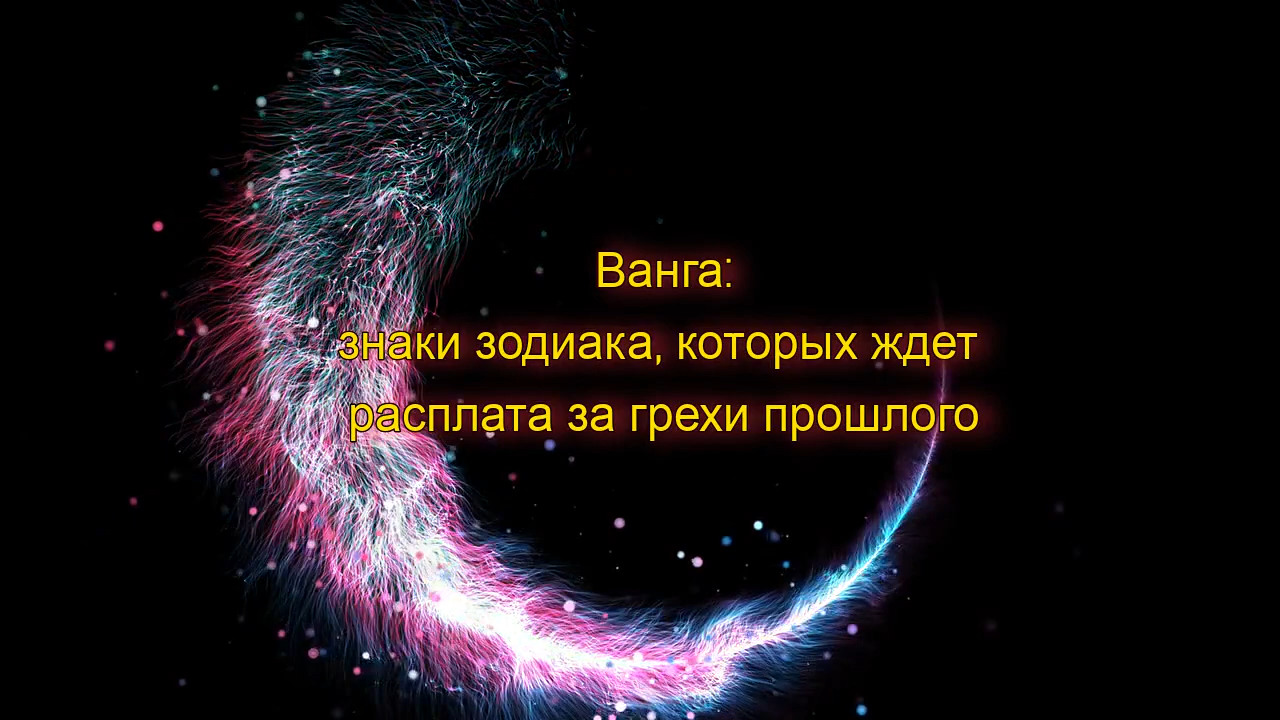 Ванга:
знаки зодиака, которых ждет
расплата за грехи прошлого